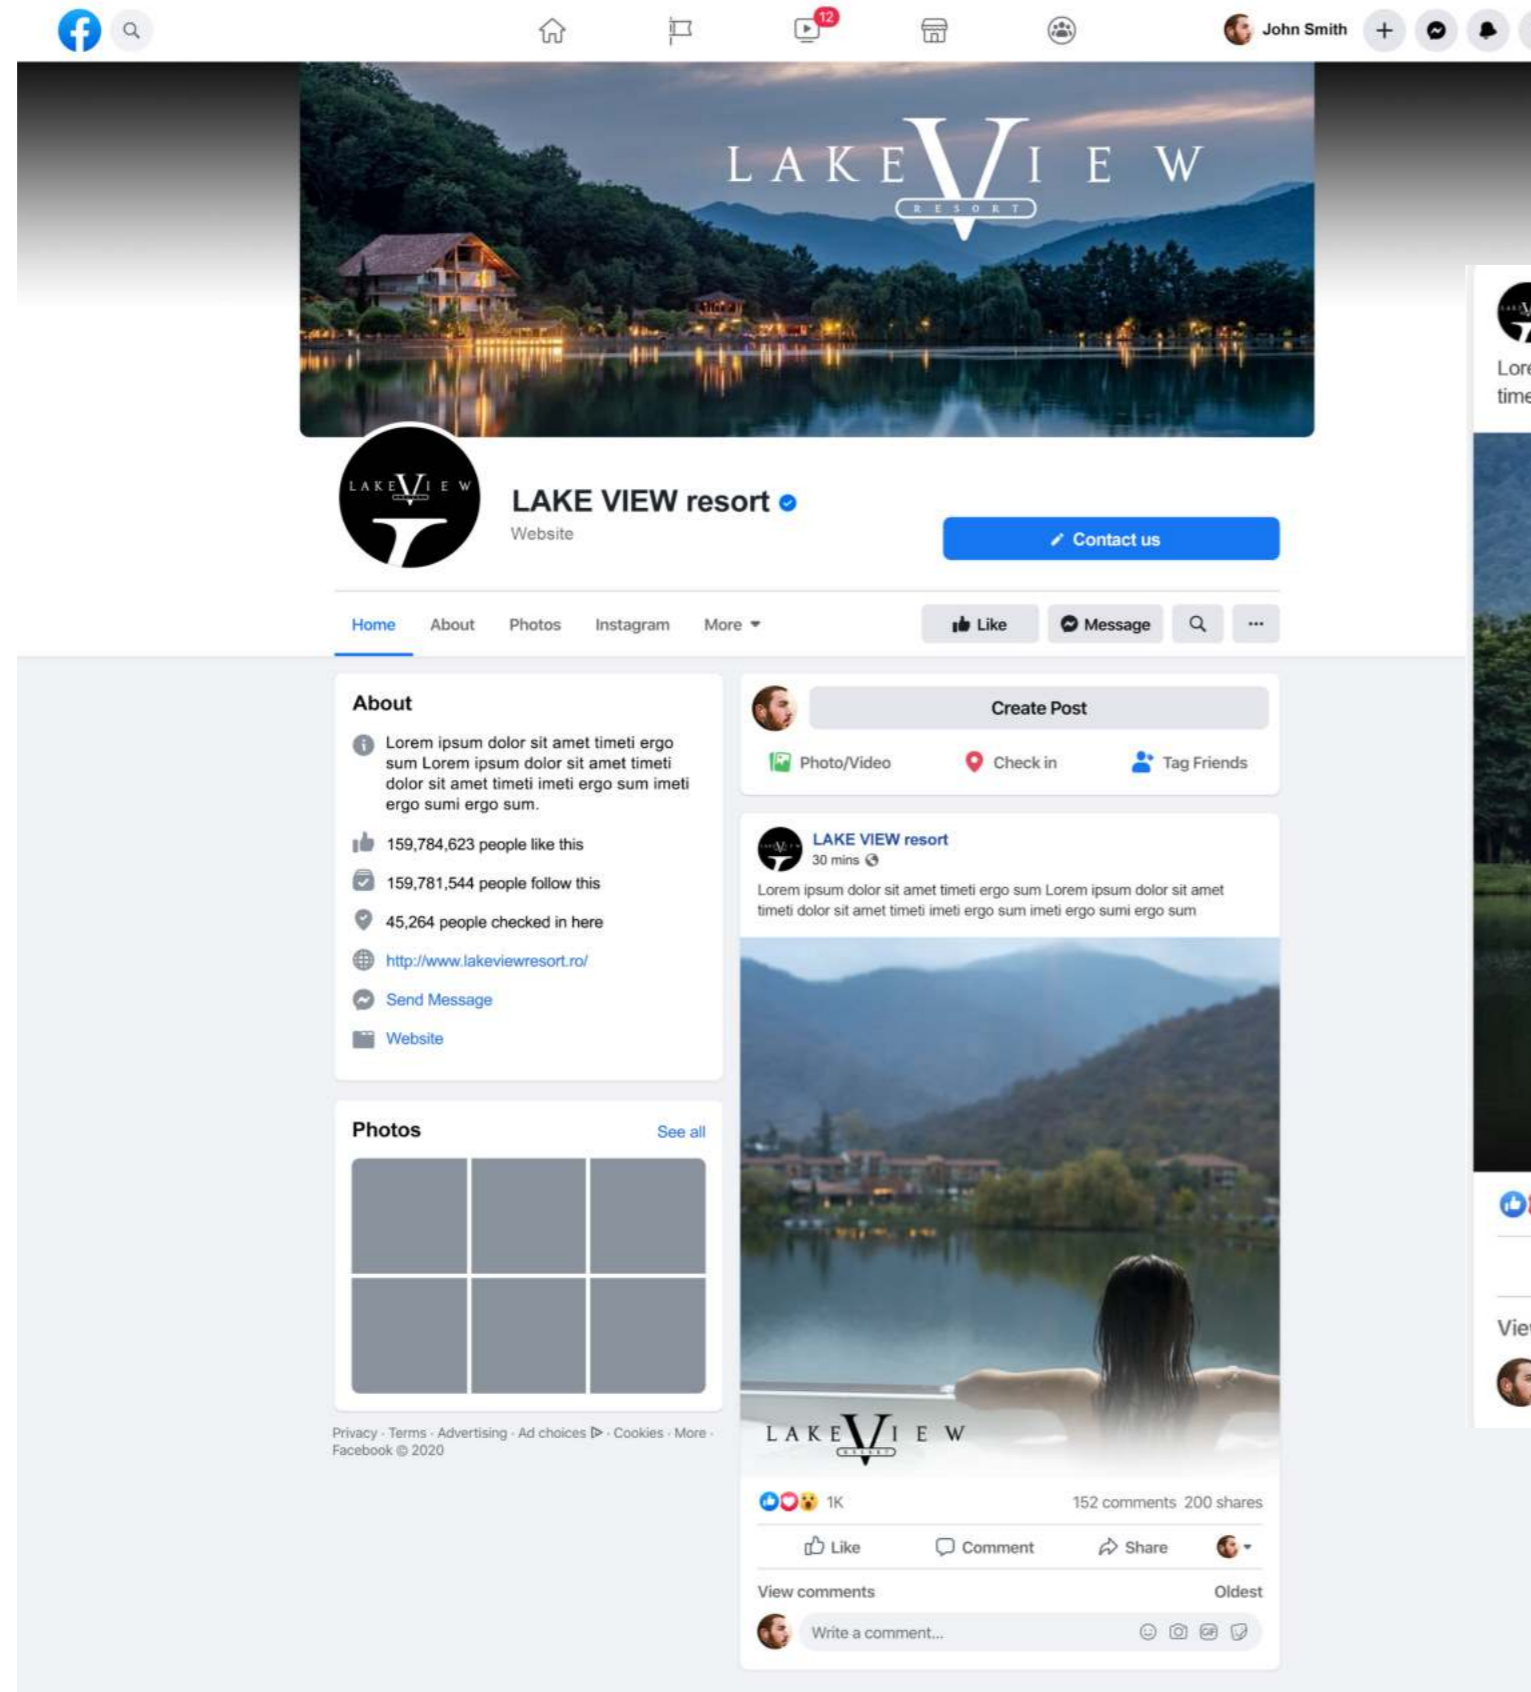 12
John Smith
LAKE VIEW
RESORT
LAKE VIEW
LAKE VIEW resort
Website
Contact us
Home About Photos Instagram More
Like Message
About
Lorem ipsum dolor sit amet timeti ergo
sum Lorem ipsum dolor sit amet timeti
dolor sit amet timeti imeti ergo sum imeti
ergo sumi ergo sum.
159,784,623 people like this
159,781,544 people follow this
45,264 people checked in here
http://www.lakeviewresort.ro/
Send Message
Website
Photos See all
Privacy · Terms · Advertising · Ad choices · Cookies · More ·
Facebook © 2020
Create Post
Photo/Video Check in Tag Friends
LAKE VIEW resort
30 mins
Lorem ipsum dolor sit amet timeti ergo sum Lorem ipsum dolor sit amet
timeti dolor sit amet timeti imeti ergo sum imeti ergo sumi ergo sum
LAKE VIEW
RESORT
1K 152 comments 200 shares
Like Comment Share
View comments Oldest
Write a comment...
GIF
Lore
time
Vie